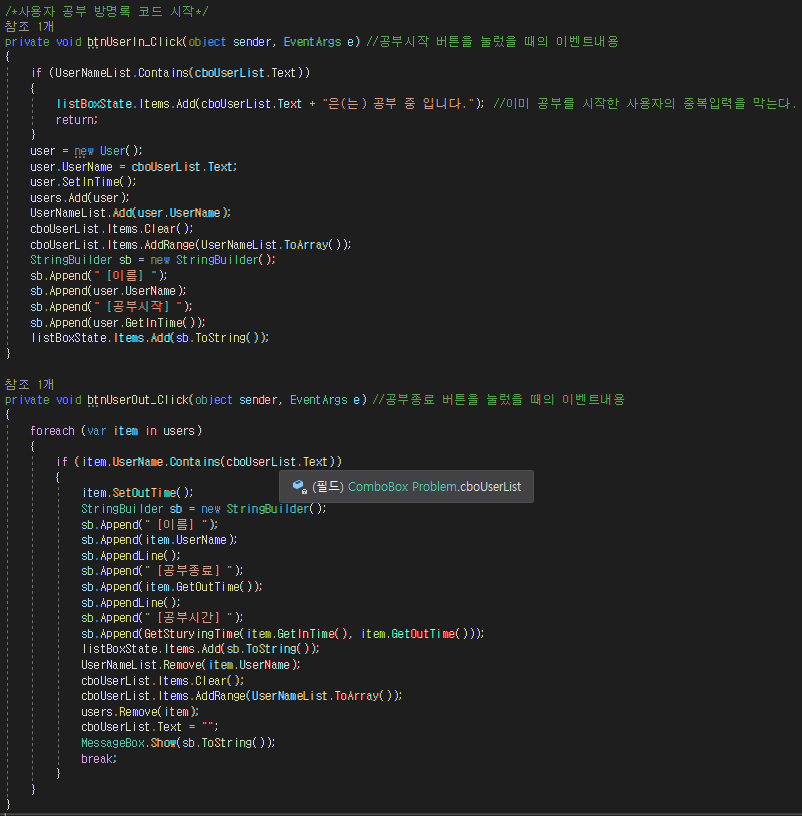 /*사용자 공부 방명록 코드 시작*/
참조 1개
private void btnUserIn_Click(object sender, EventArgs e) //공부시작 버튼을 눌렀을 때의 이벤트내용
{
if (UserNameList.Contains(cboUserList.Text))
{
listBoxState.Items.Add(cboUserList.Text + "은(는) 공부 중 입니다."); //이미 공부를 시작한 사용자의 중복입력을 막는다.
return;
}
user = new User();
user.UserName = cboUserList.Text;
user.SetInTime();
users.Add(user);
UserNameList.Add(user.UserName);
cboUserList.Items.Clear();
cboUserList.Items.AddRange(UserNameList.ToArray());
StringBuilder sb = new StringBuilder();
sb.Append(" [이름] ");
sb.Append(user.UserName);
sb.Append(" [공부시작] ");
sb.Append(user.GetInTime());
listBoxState.Items.Add(sb.ToString());
}
참조 1개
private void btnUserOut_Click(object sender, EventArgs e) //공부종료 버튼을 눌렀을 때의 이벤트내용
{
foreach (var item in users)
{
if (item.UserName.Contains(cboUserList.Text))
{
(필드) ComboBox Problem.cboUserList
item.SetOutTime();
StringBuilder sb = new StringBuilder();
sb.Append(" [이름] ");
sb.Append(item.UserName);
sb.AppendLine();
sb.Append(" [공부종료] ");
sb.Append(item.GetOutTime());
sb.AppendLine();
sb.Append(" [공부시간] ");
sb.Append(GetSturyingTime(item.GetInTime(), item.GetOutTime()));
listBoxState.Items.Add(sb.ToString());
UserNameList.Remove(item.UserName);
cboUserList.Items.Clear();
cboUserList.Items.AddRange(UserNameList.ToArray());
users.Remove(item);
cboUserList.Text = "";
MessageBox.Show(sb.ToString());
break;
}
}
}